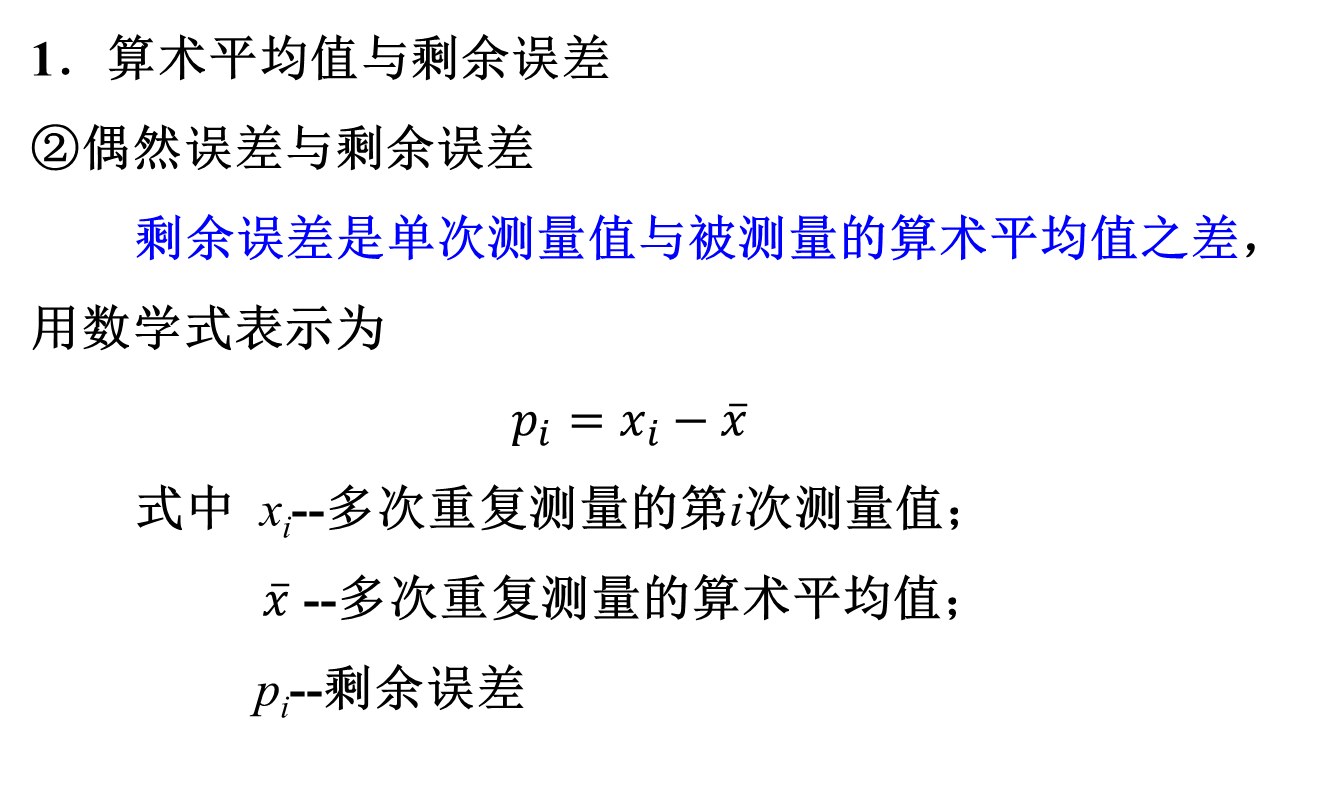 1．算术平均值与剩余误差
②偶然误差与剩余误差
剩余误差是单次测量值与被测量的算术平均值之差，
用数学式表示为
pᵢ = xᵢ − x̄
式中 xᵢ--多次重复测量的第i次测量值；
x̄ --多次重复测量的算术平均值；
pᵢ--剩余误差